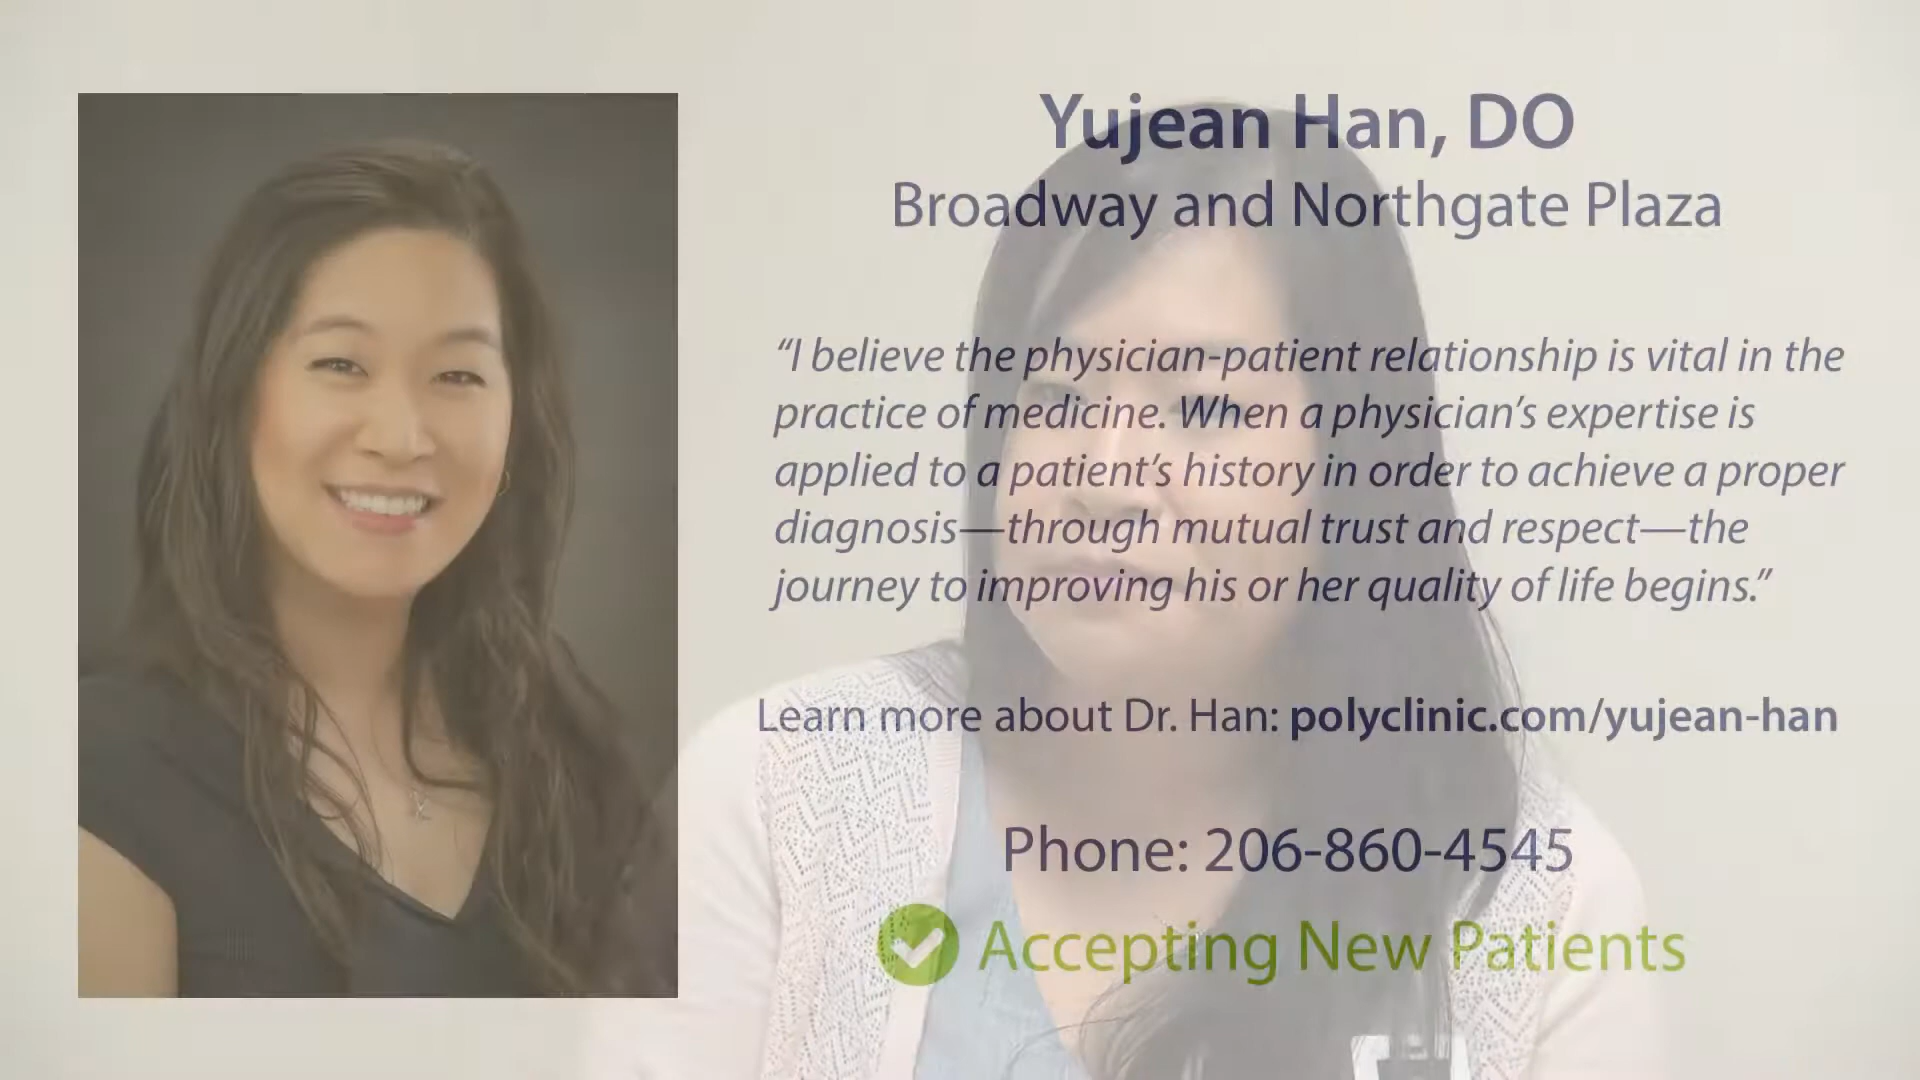 Yujean Han, DO
Broadway and Northgate Plaza
“I believe the physician-patient relationship is vital in the
practice of medicine. When a physician’s expertise is
applied to a patient’s history in order to achieve a proper
diagnosis—through mutual trust and respect—the
journey to improving his or her quality of life begins.”
Learn more about Dr. Han: polyclinic.com/yujean-han
Phone: 206-860-4545
Accepting New Patients